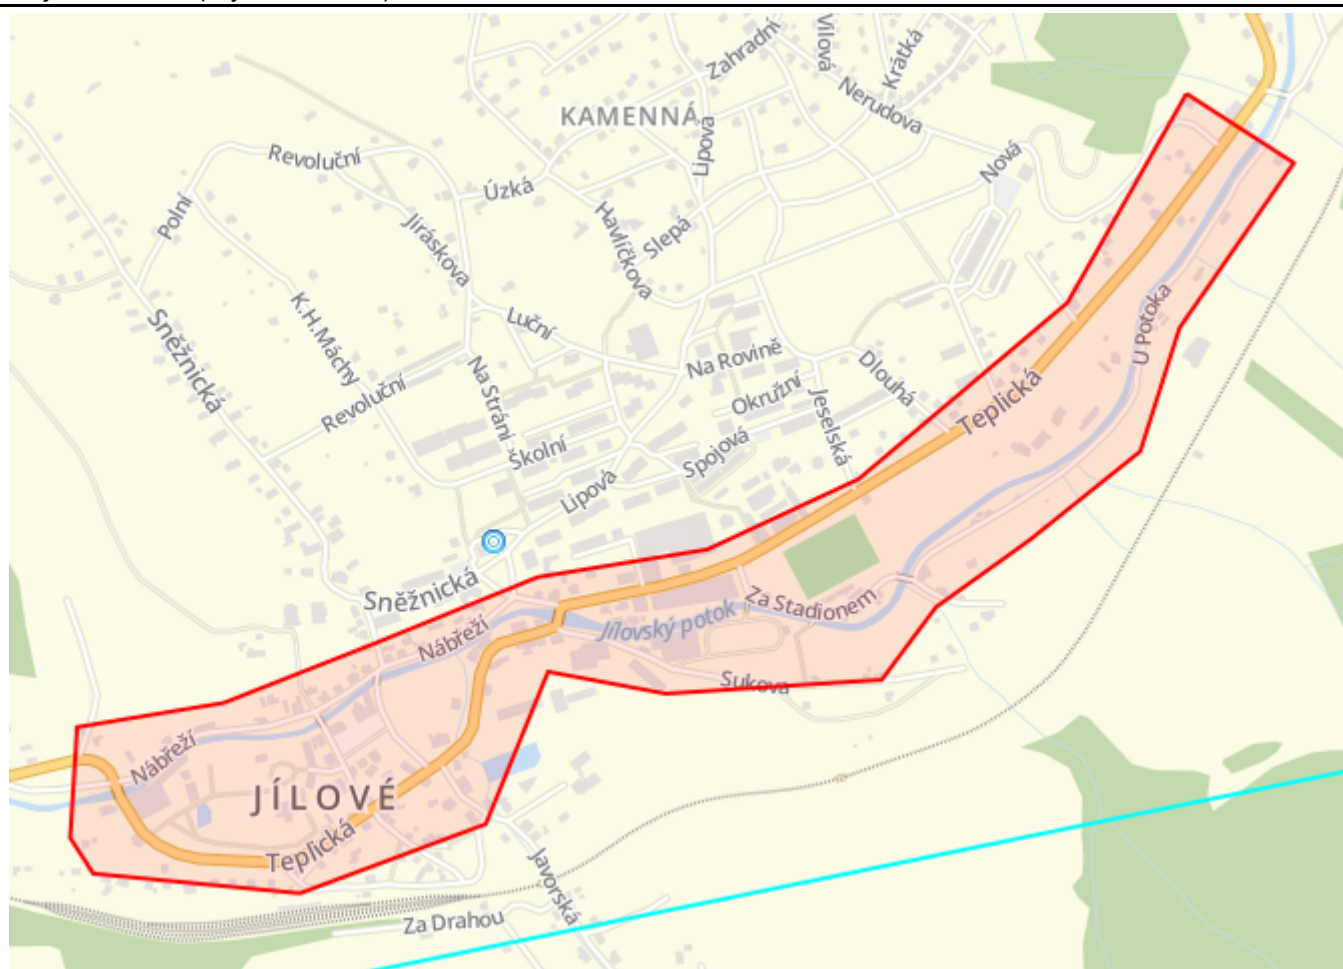 Zahradní
Vilová
Krátká
Nerudova
KAMENNÁ
Lipová
Revoluční
Úzká
Nová
Polní
Jiráskova
Havlíčkova
Slepá
K.H.Máchy
Sněžnická
Luční
U Potoka
Na Rovině
Dlouhá
Na Stráni
Okružní
Revoluční
Jeselská
Teplická
Školní
Spojová
Lipová
Sněžnická
Za Stadionem
Jílovský potok
Nábřeží
Sukova
Nábřeží
JÍLOVÉ
Teplická
Javorská
Za Drahou